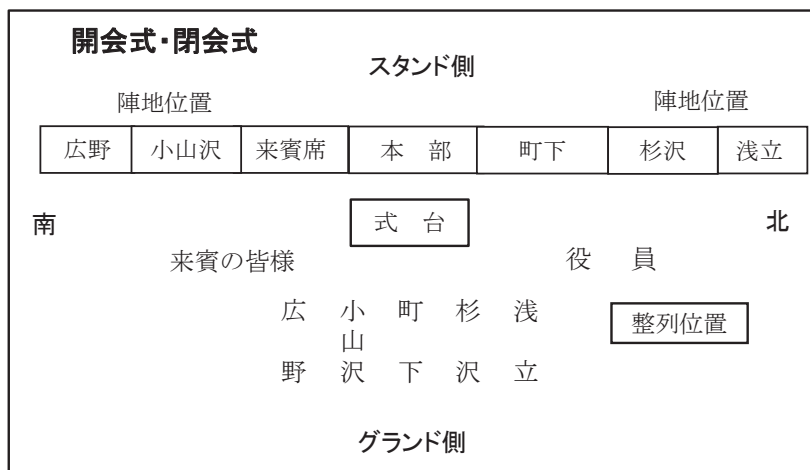 開会式・閉会式
スタンド側
陣地位置 陣地位置
広野 小山沢 来賓席 本 部 町下 杉沢 浅立
南 式 台 北
来賓の皆様 役 員
広野 小山沢 町下 杉沢 浅立 整列位置
グランド側